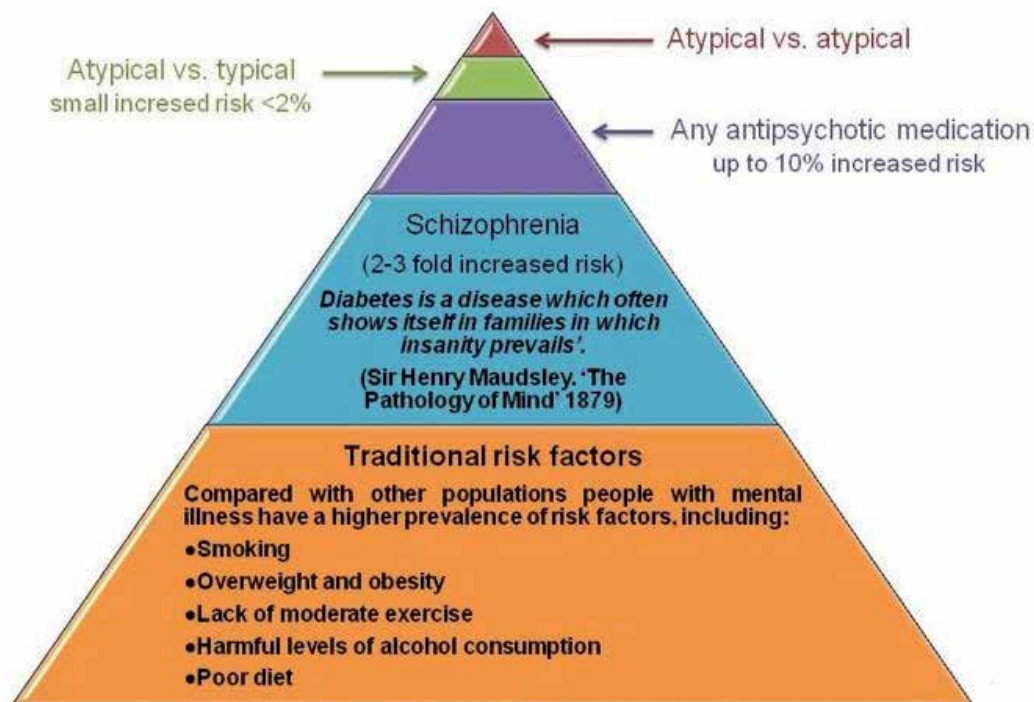 Atypical vs. atypical
Atypical vs. typical
small incresed risk <2%
Any antipsychotic medication
up to 10% increased risk
Schizophrenia
(2-3 fold increased risk)
Diabetes is a disease which often
shows itself in families in which
insanity prevails'.
(Sir Henry Maudsley. 'The
Pathology of Mind' 1879)
Traditional risk factors
Compared with other populations people with mental
illness have a higher prevalence of risk factors, including:
●Smoking
●Overweight and obesity
●Lack of moderate exercise
●Harmful levels of alcohol consumption
●Poor diet